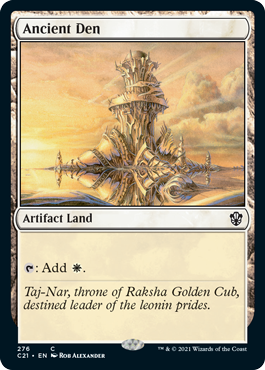 Ancient Den
Artifact Land
: Add .
Taj-Nar, throne of Raksha Golden Cub,
destined leader of the leonin prides.
276 C
C21 • EN ROB ALEXANDER
™ & © 2021 Wizards of the Coast